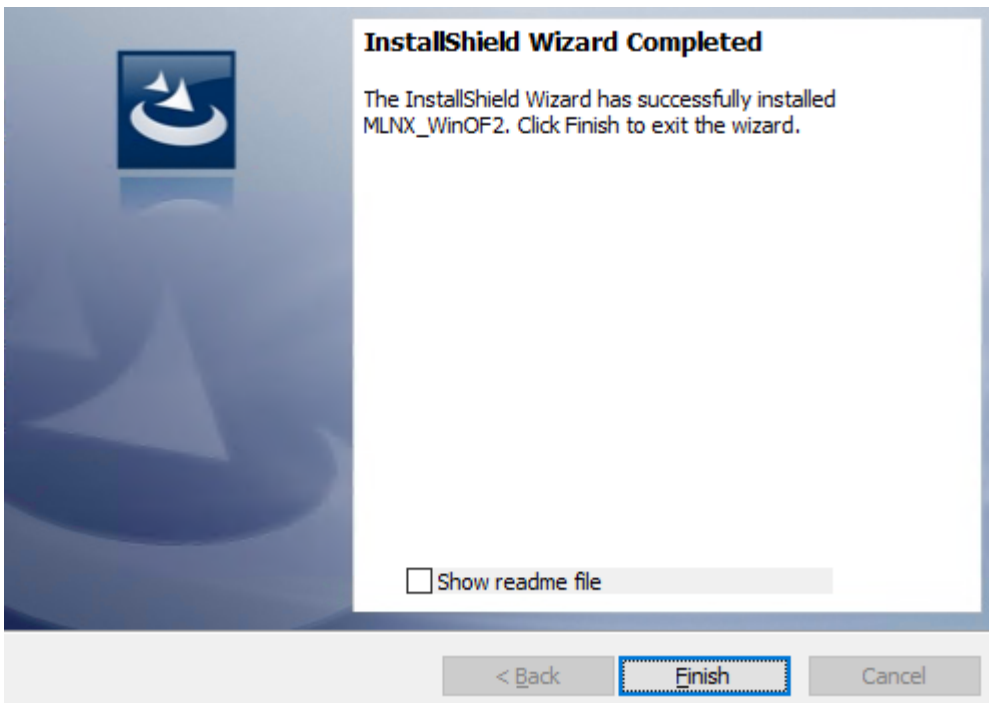 InstallShield Wizard Completed
The InstallShield Wizard has successfully installed
MLNX_WinOF2. Click Finish to exit the wizard.
Show readme file
< Back
Finish
Cancel